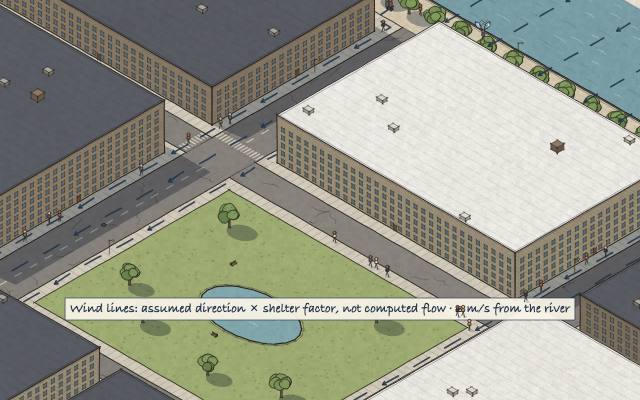 Wind lines: assumed direction × shelter factor, not computed flow · m/s from the river